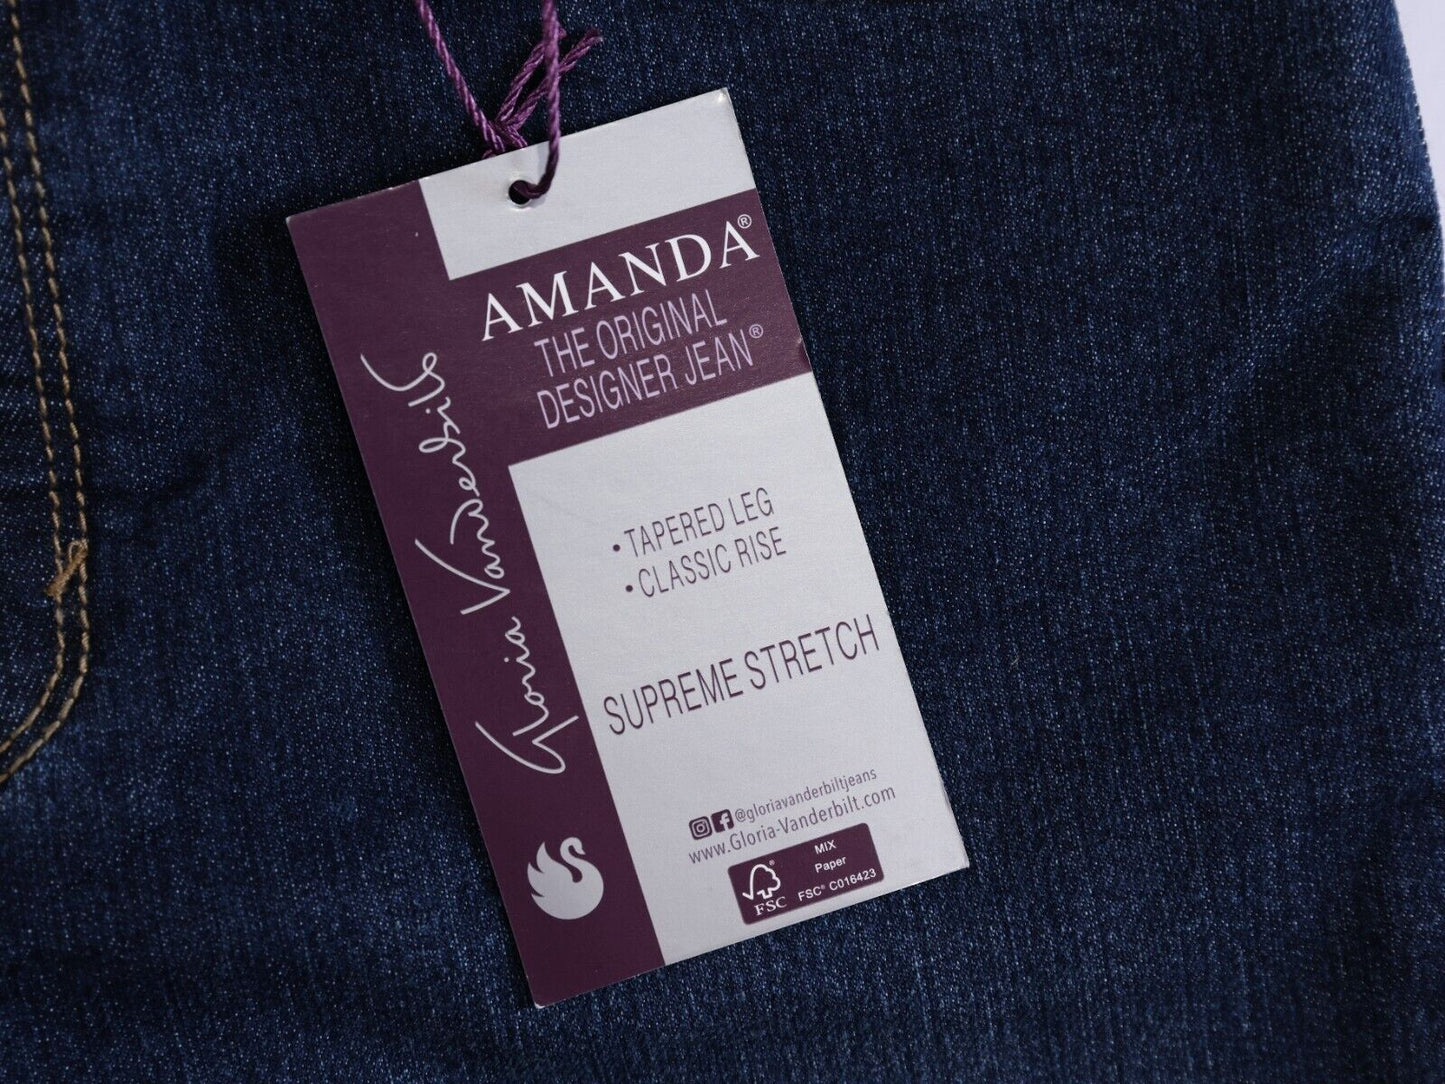 AMANDA®
THE ORIGINAL
DESIGNER JEAN®
Gloria Vanderbilt
• TAPERED LEG
• CLASSIC RISE
SUPREME STRETCH
@gloriavanderbiltjeans
www.Gloria-Vanderbilt.com
FSC®
MIX
Paper
FSC® C016423